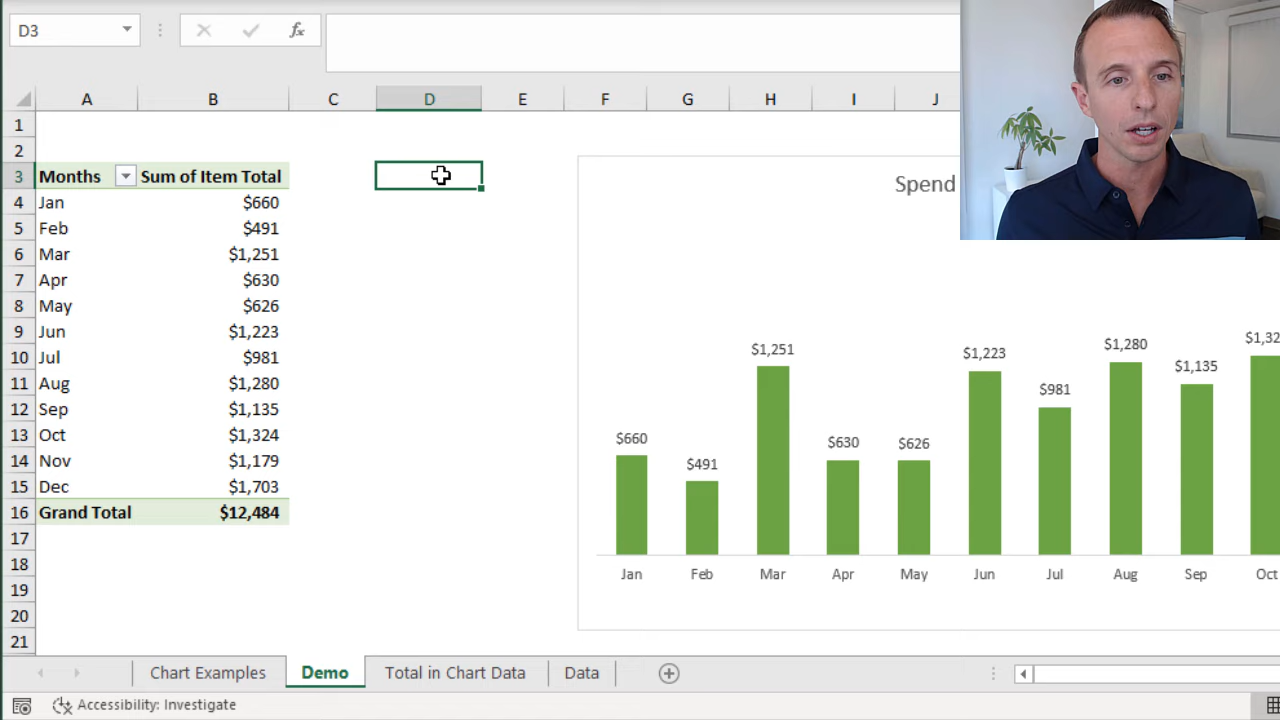 D3
fx
A B C D E F G H I J
1
2
3 Months Sum of Item Total
4 Jan $660
5 Feb $491
6 Mar $1,251
7 Apr $630
8 May $626
9 Jun $1,223
10 Jul $981
11 Aug $1,280
12 Sep $1,135
13 Oct $1,324
14 Nov $1,179
15 Dec $1,703
16 Grand Total $12,484
17
18
19
20
21
Spend
$660 $491 $1,251 $630 $626 $1,223 $981 $1,280 $1,135 $1,32
Jan Feb Mar Apr May Jun Jul Aug Sep Oct
Chart Examples Demo Total in Chart Data Data
Accessibility: Investigate